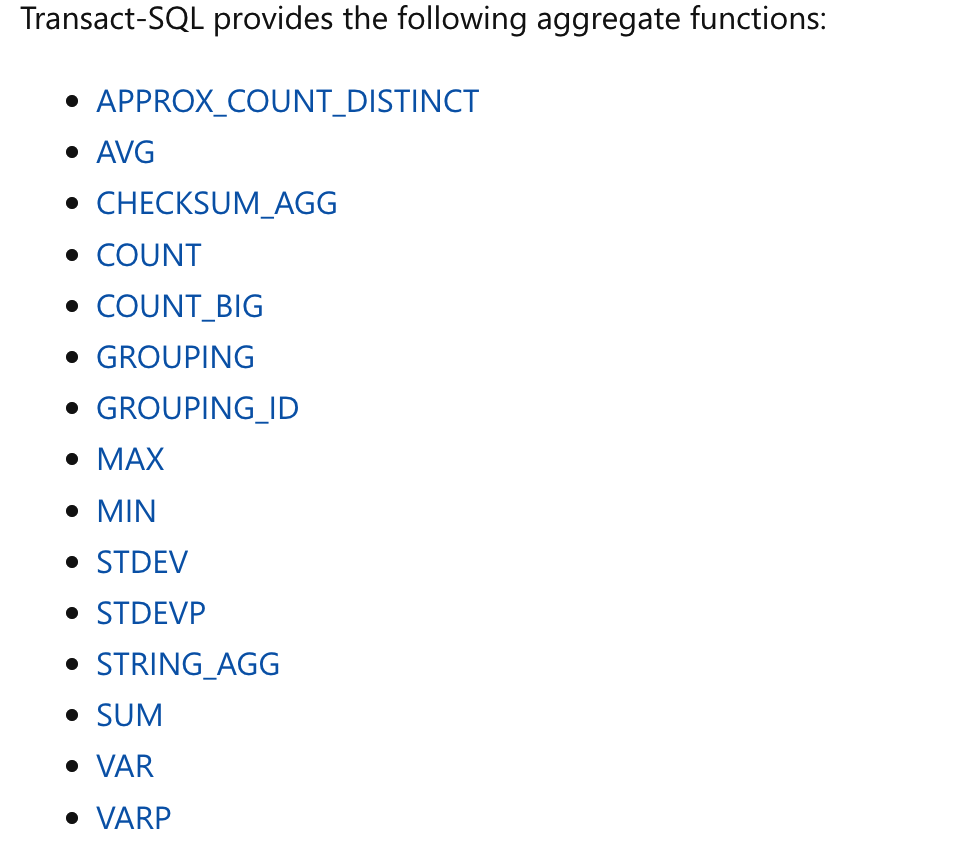 Transact-SQL provides the following aggregate functions:
• APPROX_COUNT_DISTINCT
• AVG
• CHECKSUM_AGG
• COUNT
• COUNT_BIG
• GROUPING
• GROUPING_ID
• MAX
• MIN
• STDEV
• STDEVP
• STRING_AGG
• SUM
• VAR
• VARP